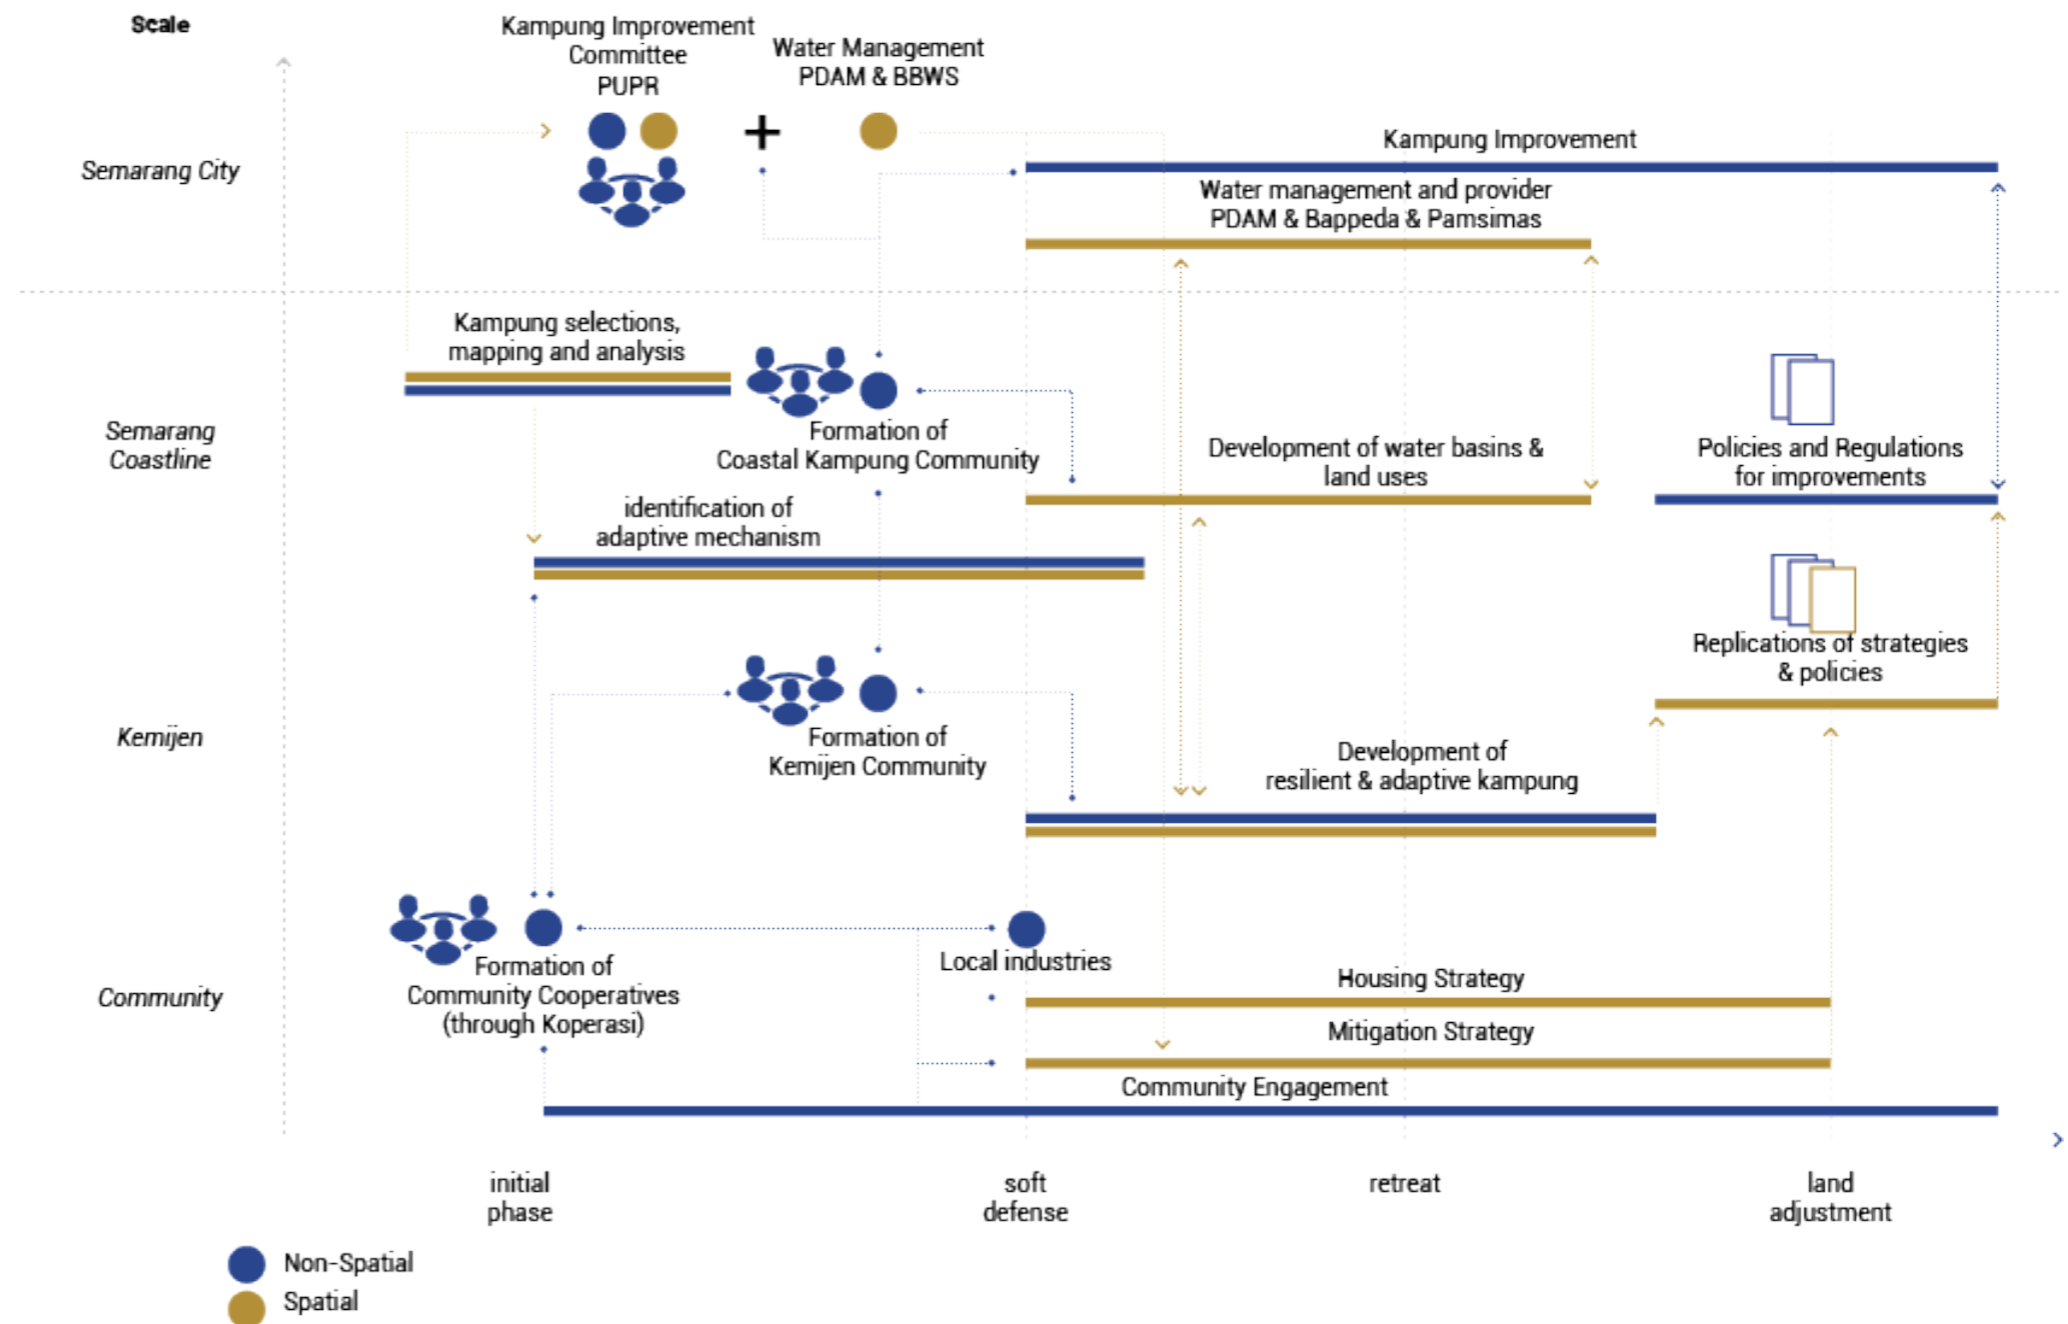 Scale
Kampung Improvement
Committee
PUPR
Water Management
PDAM & BBWS
Semarang City
Kampung Improvement
Water management and provider
PDAM & Bappeda & Pamsimas
Kampung selections,
mapping and analysis
Semarang
Coastline
Formation of
Coastal Kampung Community
Development of water basins &
land uses
Policies and Regulations
for improvements
identification of
adaptive mechanism
Replications of strategies
& policies
Kemijen
Formation of
Kemijen Community
Development of
resilient & adaptive kampung
Community
Formation of
Community Cooperatives
(through Koperasi)
Local industries
Housing Strategy
Mitigation Strategy
Community Engagement
initial
phase
soft
defense
retreat
land
adjustment
Non-Spatial
Spatial